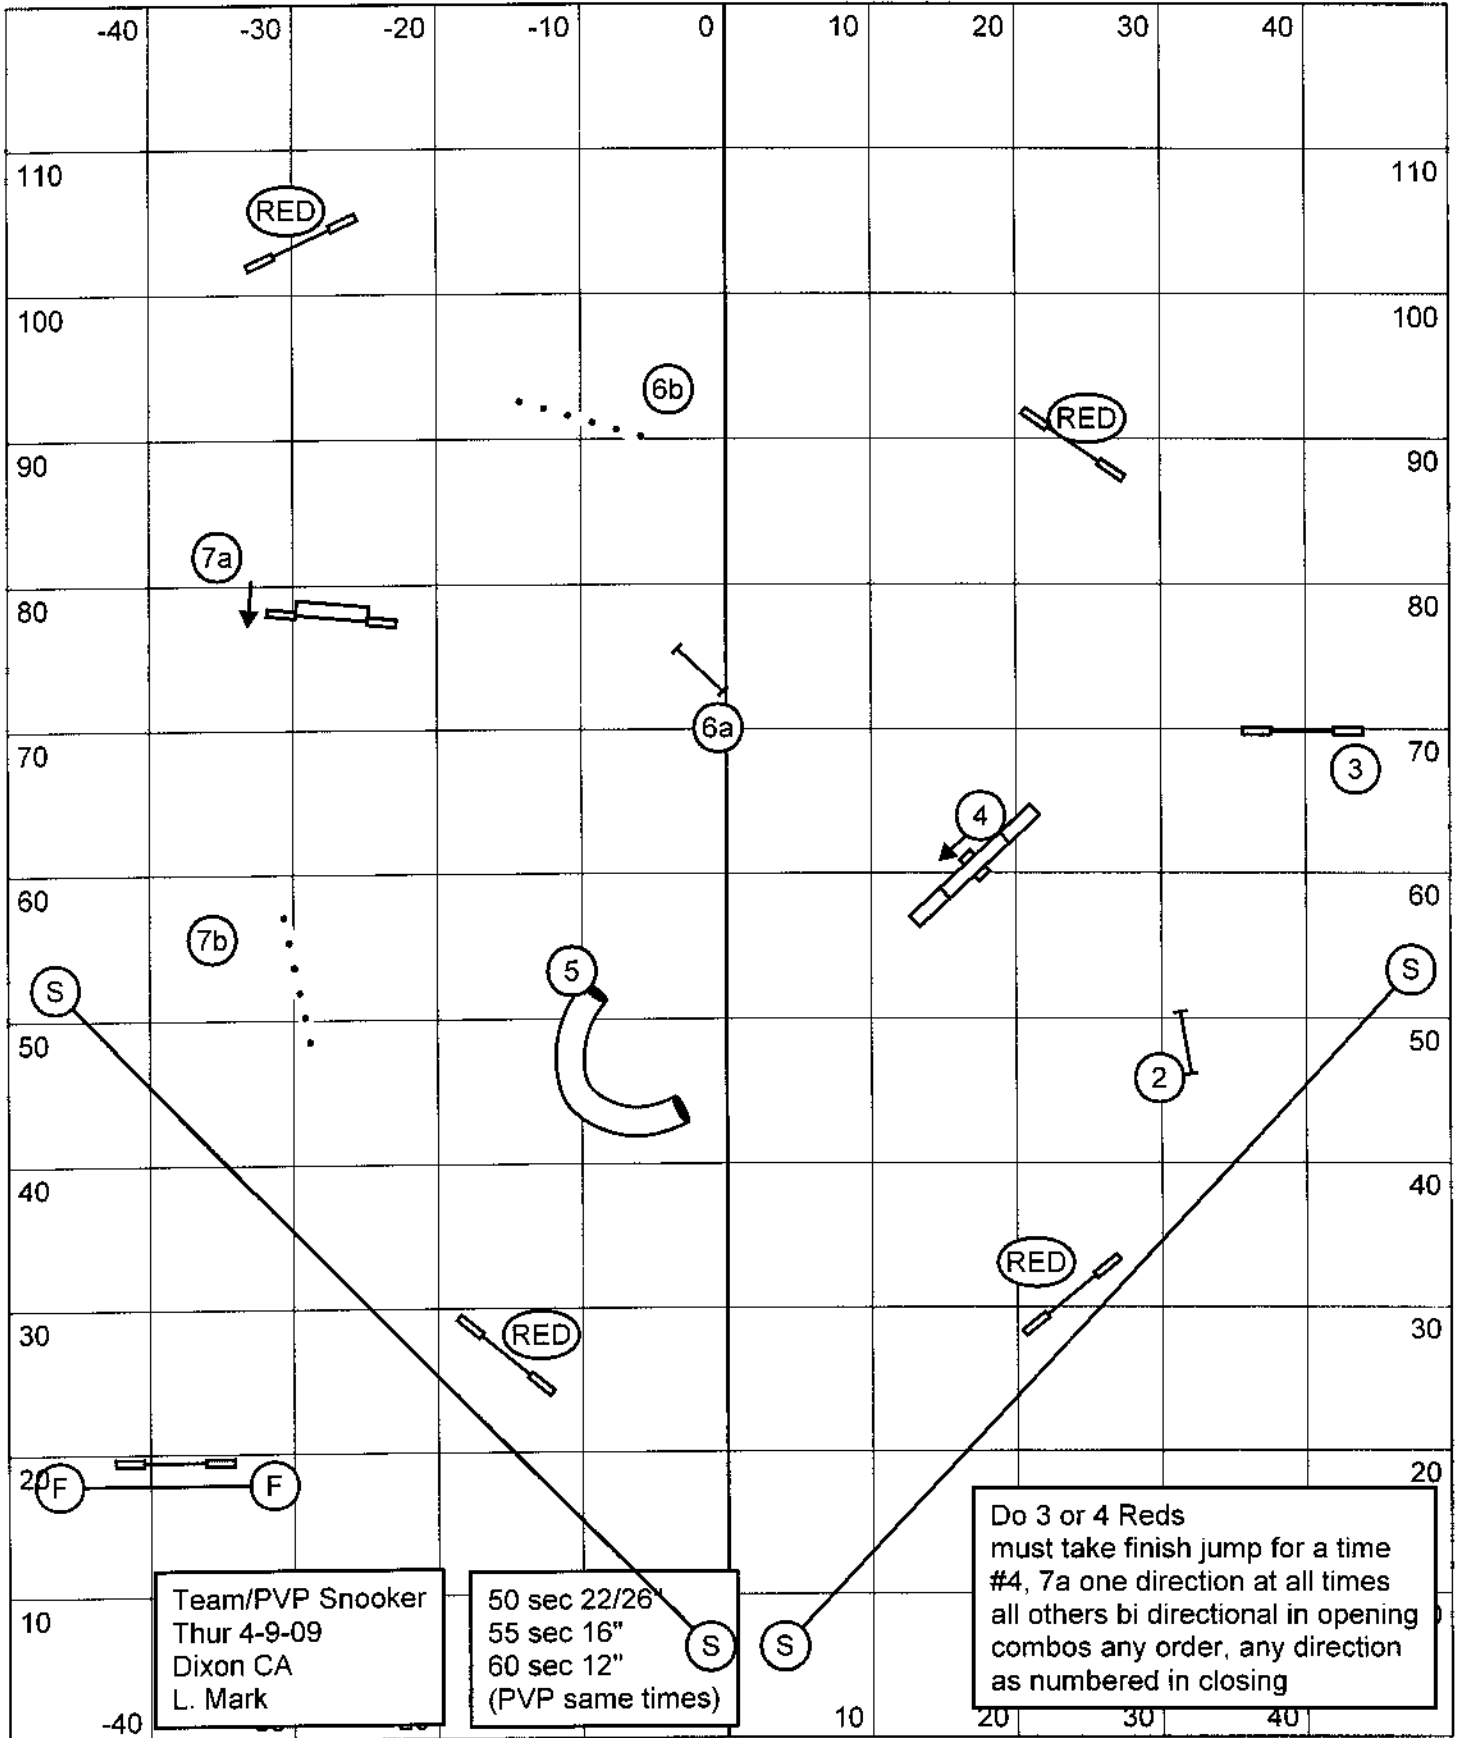 -40 -30 -20 -10 0 10 20 30 40
110 110
RED
100 100
6b
RED
90 90
7a
80 80
6a
70 70
3
4
60 60
7b
5
S S
50 50
2
40 40
RED
30 30
RED
20 20
F F
Do 3 or 4 Reds
must take finish jump for a time
#4, 7a one direction at all times
all others bi directional in opening
combos any order, any direction
as numbered in closing
Team/PVP Snooker
Thur 4-9-09
Dixon CA
L. Mark
50 sec 22/26"
55 sec 16"
60 sec 12"
(PVP same times)
10
S S
-40 10 20 30 40